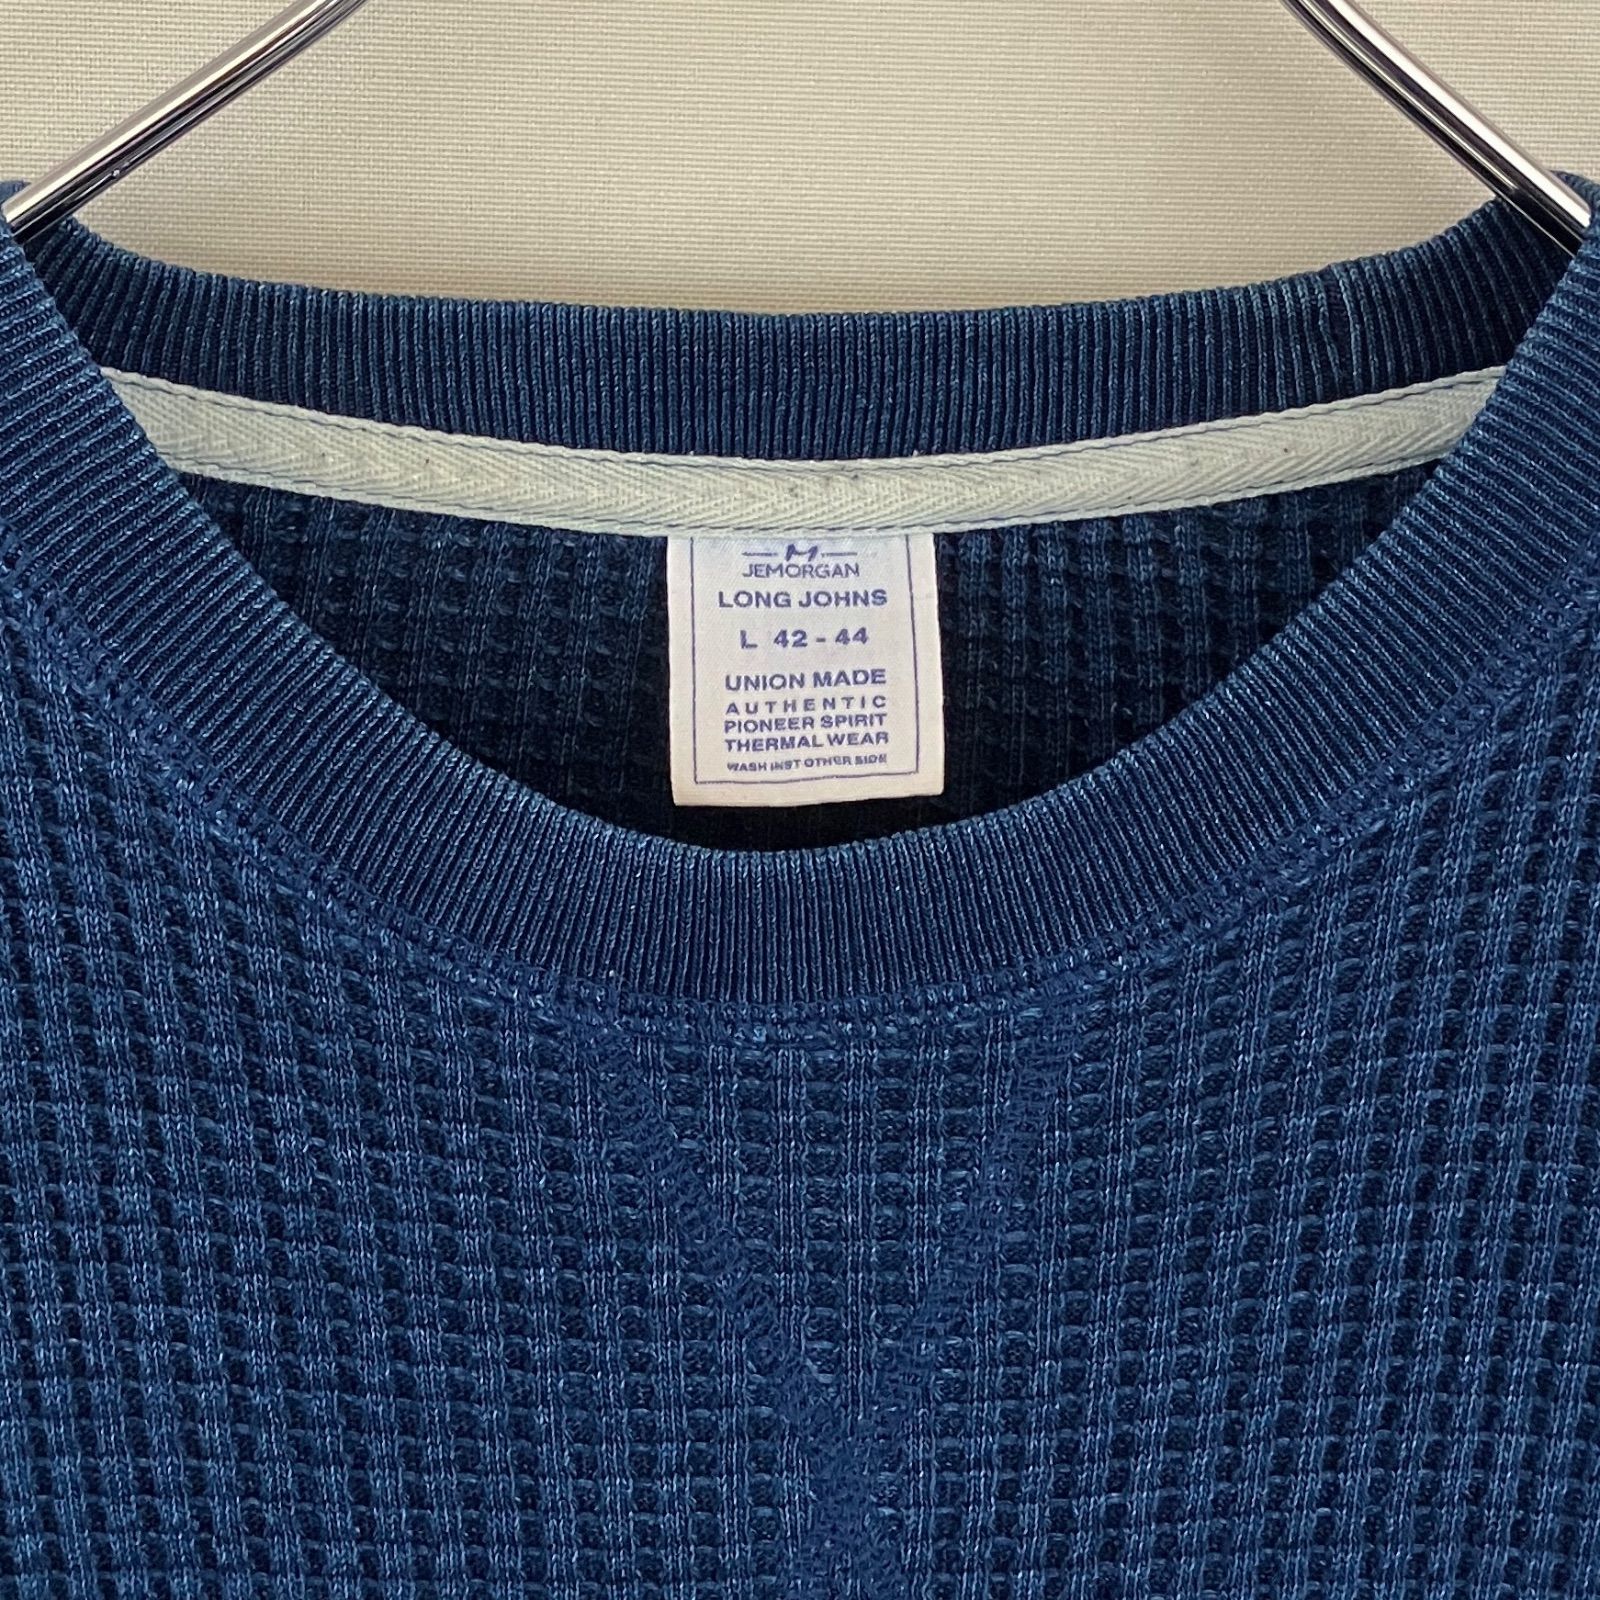 M
JEMORGAN
LONG JOHNS
L 42 - 44
UNION MADE
AUTHENTIC
PIONEER SPIRIT
THERMAL WEAR
WASH INST OTHER SIDE